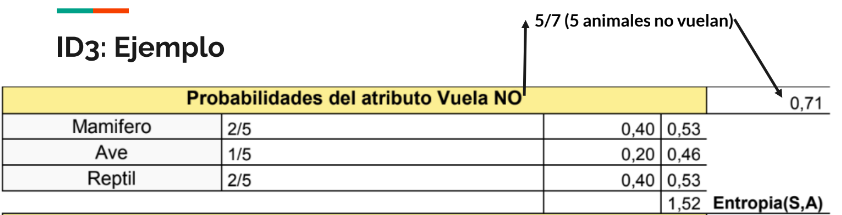 5/7 (5 animales no vuelan)
ID3: Ejemplo
Probabilidades del atributo Vuela NO 0,71
Mamifero 2/5 0,40 0,53
Ave 1/5 0,20 0,46
Reptil 2/5 0,40 0,53
1,52 Entropia(S,A)